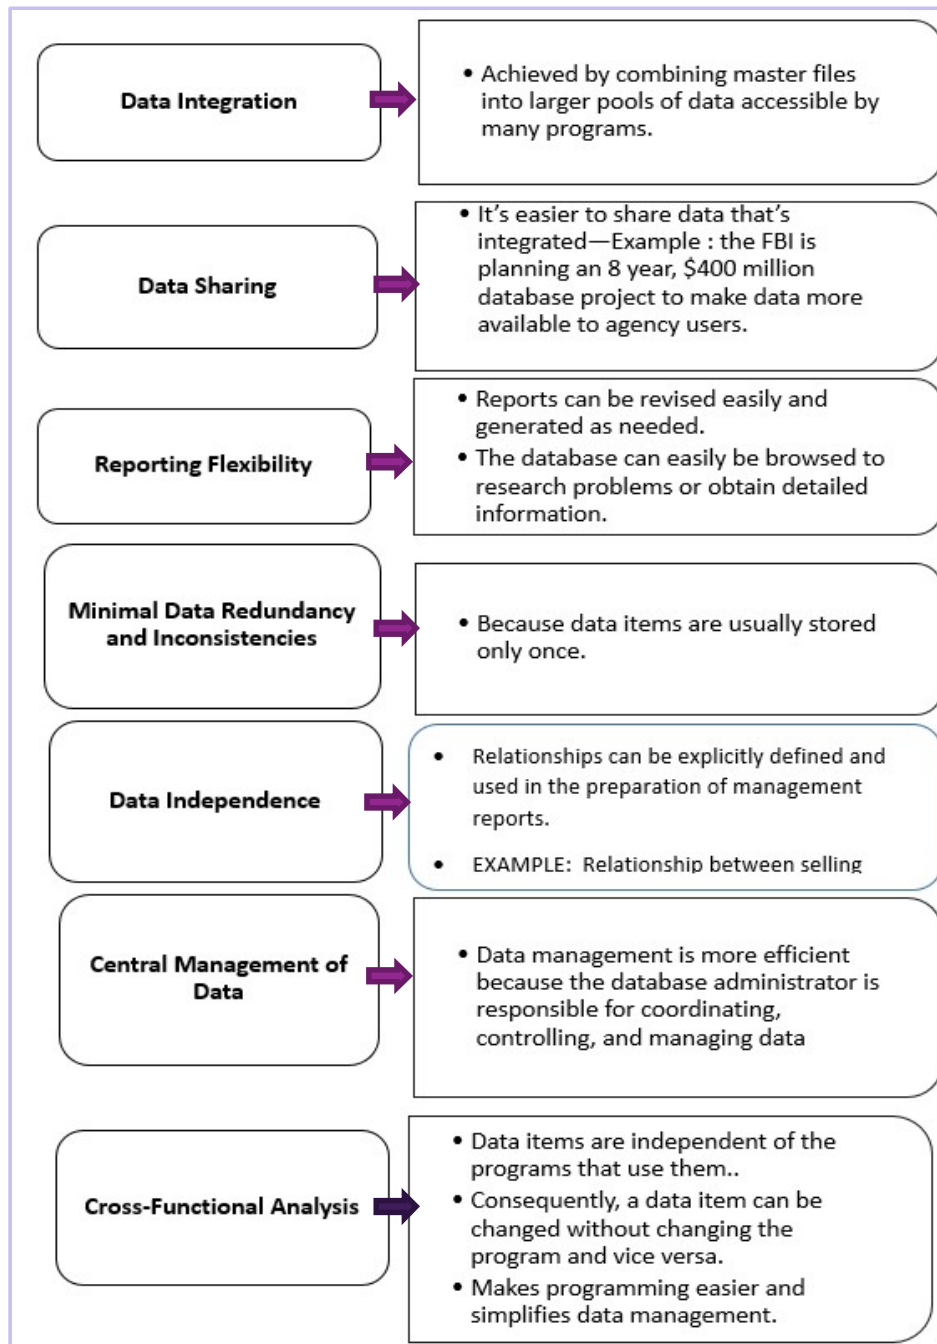 Data Integration
• Achieved by combining master files
into larger pools of data accessible by
many programs.
Data Sharing
• It’s easier to share data that’s
integrated—Example : the FBI is
planning an 8 year, $400 million
database project to make data more
available to agency users.
Reporting Flexibility
• Reports can be revised easily and
generated as needed.
• The database can easily be browsed to
research problems or obtain detailed
information.
Minimal Data Redundancy
and Inconsistencies
• Because data items are usually stored
only once.
Data Independence
• Relationships can be explicitly defined and
used in the preparation of management
reports.
• EXAMPLE: Relationship between selling
Central Management of
Data
• Data management is more efficient
because the database administrator is
responsible for coordinating,
controlling, and managing data
Cross-Functional Analysis
• Data items are independent of the
programs that use them..
• Consequently, a data item can be
changed without changing the
program and vice versa.
• Makes programming easier and
simplifies data management.